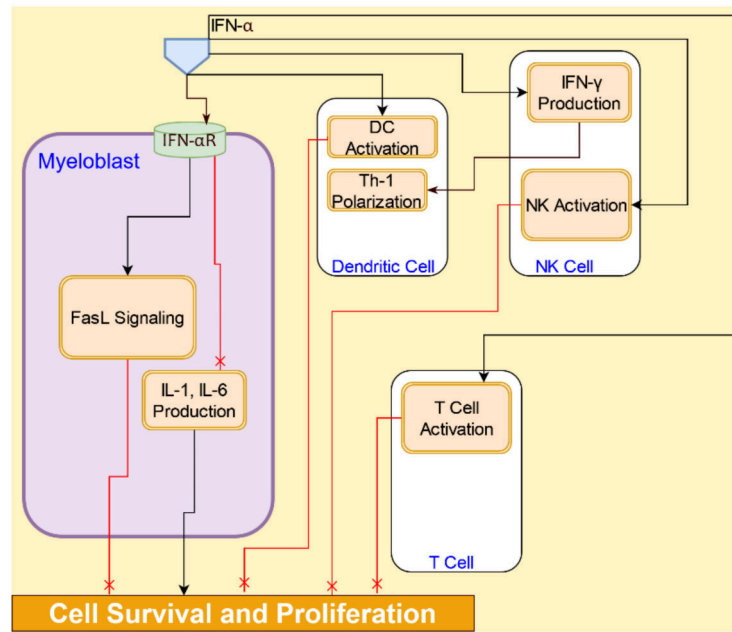 IFN-α
IFN-αR
Myeloblast
FasL Signaling
IL-1, IL-6
Production
DC
Activation
Th-1
Polarization
Dendritic Cell
IFN-γ
Production
NK Activation
NK Cell
T Cell
Activation
T Cell
Cell Survival and Proliferation